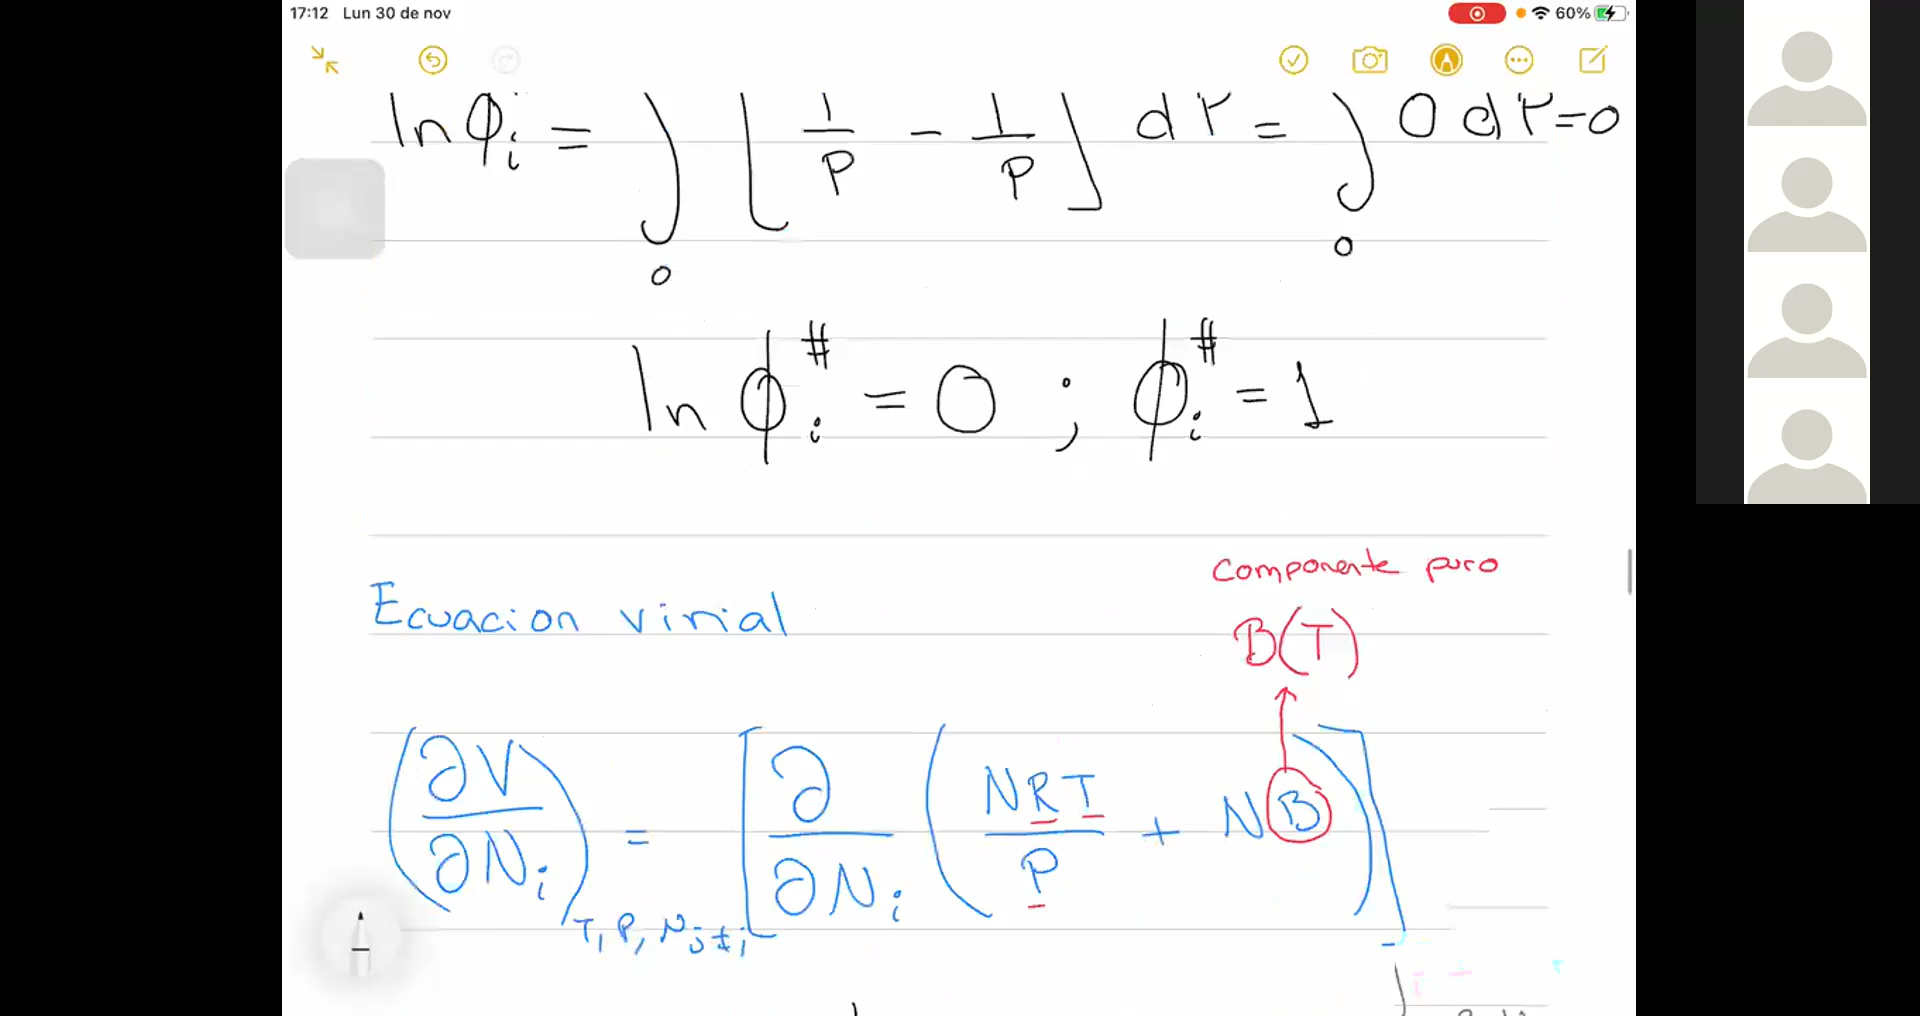 17:12 Lun 30 de nov 60%
ln ϕi = ∫ [ 1/P - 1/P ] dP = ∫ 0 dP = 0
0 0
ln ϕi# = 0 ; ϕi# = 1
componente puro
Ecuacion virial
B(T)
(∂V/∂Ni)T, P, Nj≠i = [ ∂/∂Ni ( NRT/P + NB ) ]